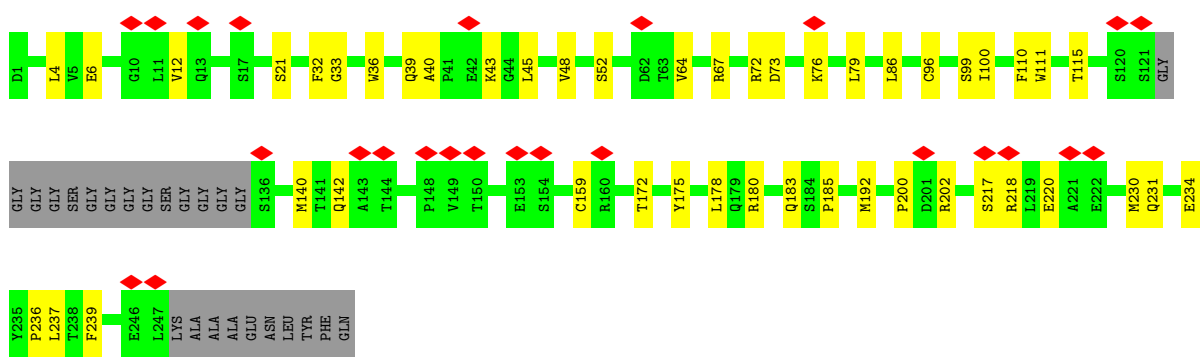 D1 L4 V5 E6 G10 L11 V12 Q13 S17 S21 F32 G33 W36 Q39 A40 P41 E42 K43 G44 L45 V48 S52 D62 T63 V64 R67 R72 D73 K76 L79 L86 C96 S99 I100 F110 W111 T115 S120 S121 GLY
GLY GLY GLY SER GLY GLY GLY GLY SER GLY GLY GLY GLY S136 M140 T141 Q142 A143 T144 P148 V149 T150 E153 S154 C159 R160 T172 Y175 L178 Q179 R180 Q183 S184 P185 M192 P200 D201 R202 S217 R218 L219 E220 A221 E222 M230 Q231 E234
Y235 P236 L237 T238 F239 E246 L247 LYS ALA ALA ALA GLU ASN LEU TYR PHE GLN